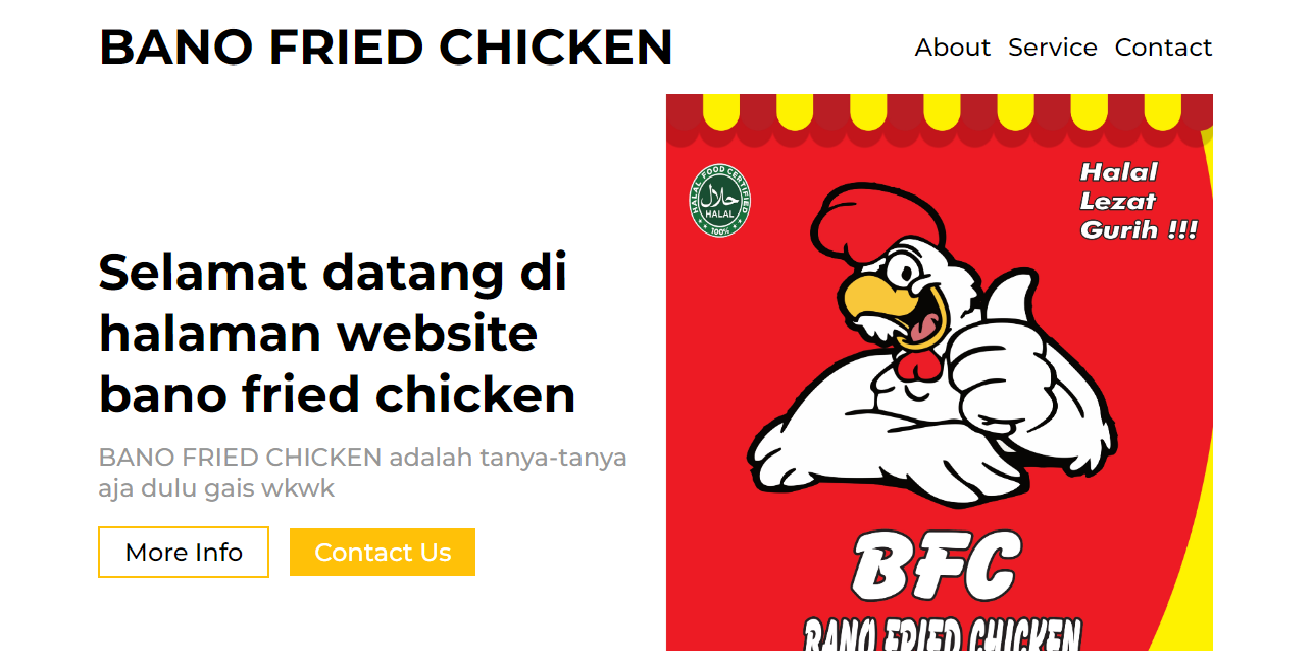 BANO FRIED CHICKEN
About Service Contact
HALAL FOOD CERTIFIED
حلال
HALAL
100%
Halal
Lezat
Gurih !!!
Selamat datang di
halaman website
bano fried chicken
BANO FRIED CHICKEN adalah tanya-tanya
aja dulu gais wkwk
More Info
Contact Us
BFC
BANO FRIED CHICKEN